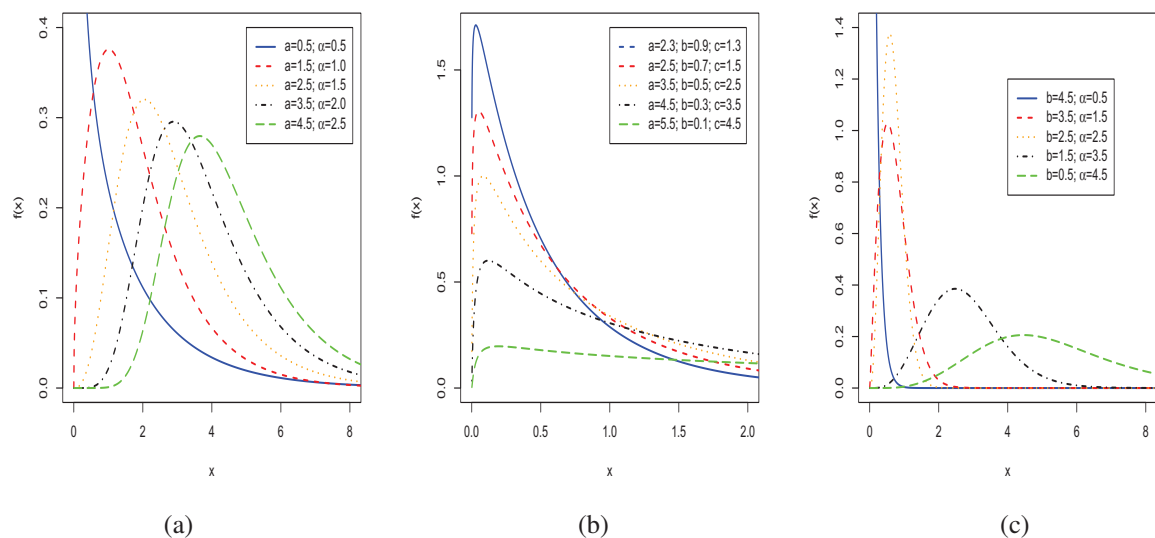 0.4
0.3
0.2
0.1
0.0
f(x)
a=0.5; α=0.5
a=1.5; α=1.0
a=2.5; α=1.5
a=3.5; α=2.0
a=4.5; α=2.5
0 2 4 6 8
x
(a)
1.5
1.0
0.5
0.0
f(x)
a=2.3; b=0.9; c=1.3
a=2.5; b=0.7; c=1.5
a=3.5; b=0.5; c=2.5
a=4.5; b=0.3; c=3.5
a=5.5; b=0.1; c=4.5
0.0 0.5 1.0 1.5 2.0
x
(b)
1.4
1.2
1.0
0.8
0.6
0.4
0.2
0.0
f(x)
b=4.5; α=0.5
b=3.5; α=1.5
b=2.5; α=2.5
b=1.5; α=3.5
b=0.5; α=4.5
0 2 4 6 8
x
(c)